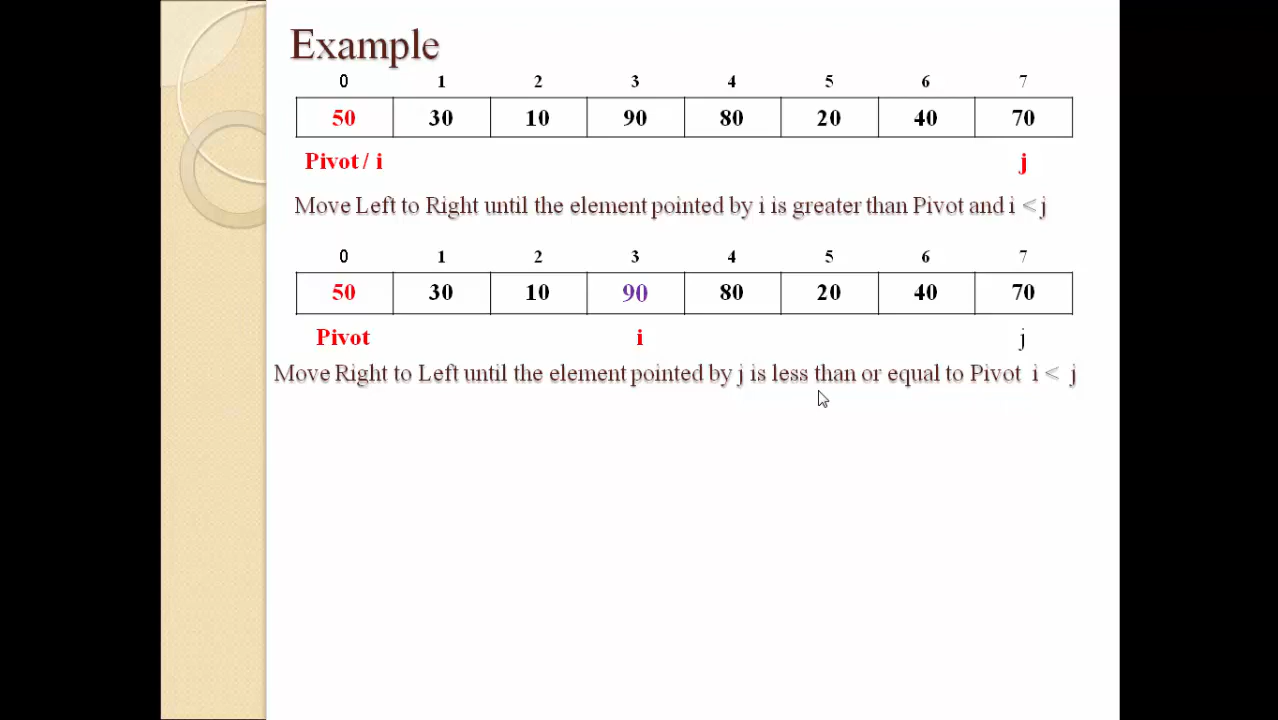 Example
0 1 2 3 4 5 6 7
50 30 10 90 80 20 40 70
Pivot / i j
Move Left to Right until the element pointed by i is greater than Pivot and i < j
0 1 2 3 4 5 6 7
50 30 10 90 80 20 40 70
Pivot i j
Move Right to Left until the element pointed by j is less than or equal to Pivot i < j